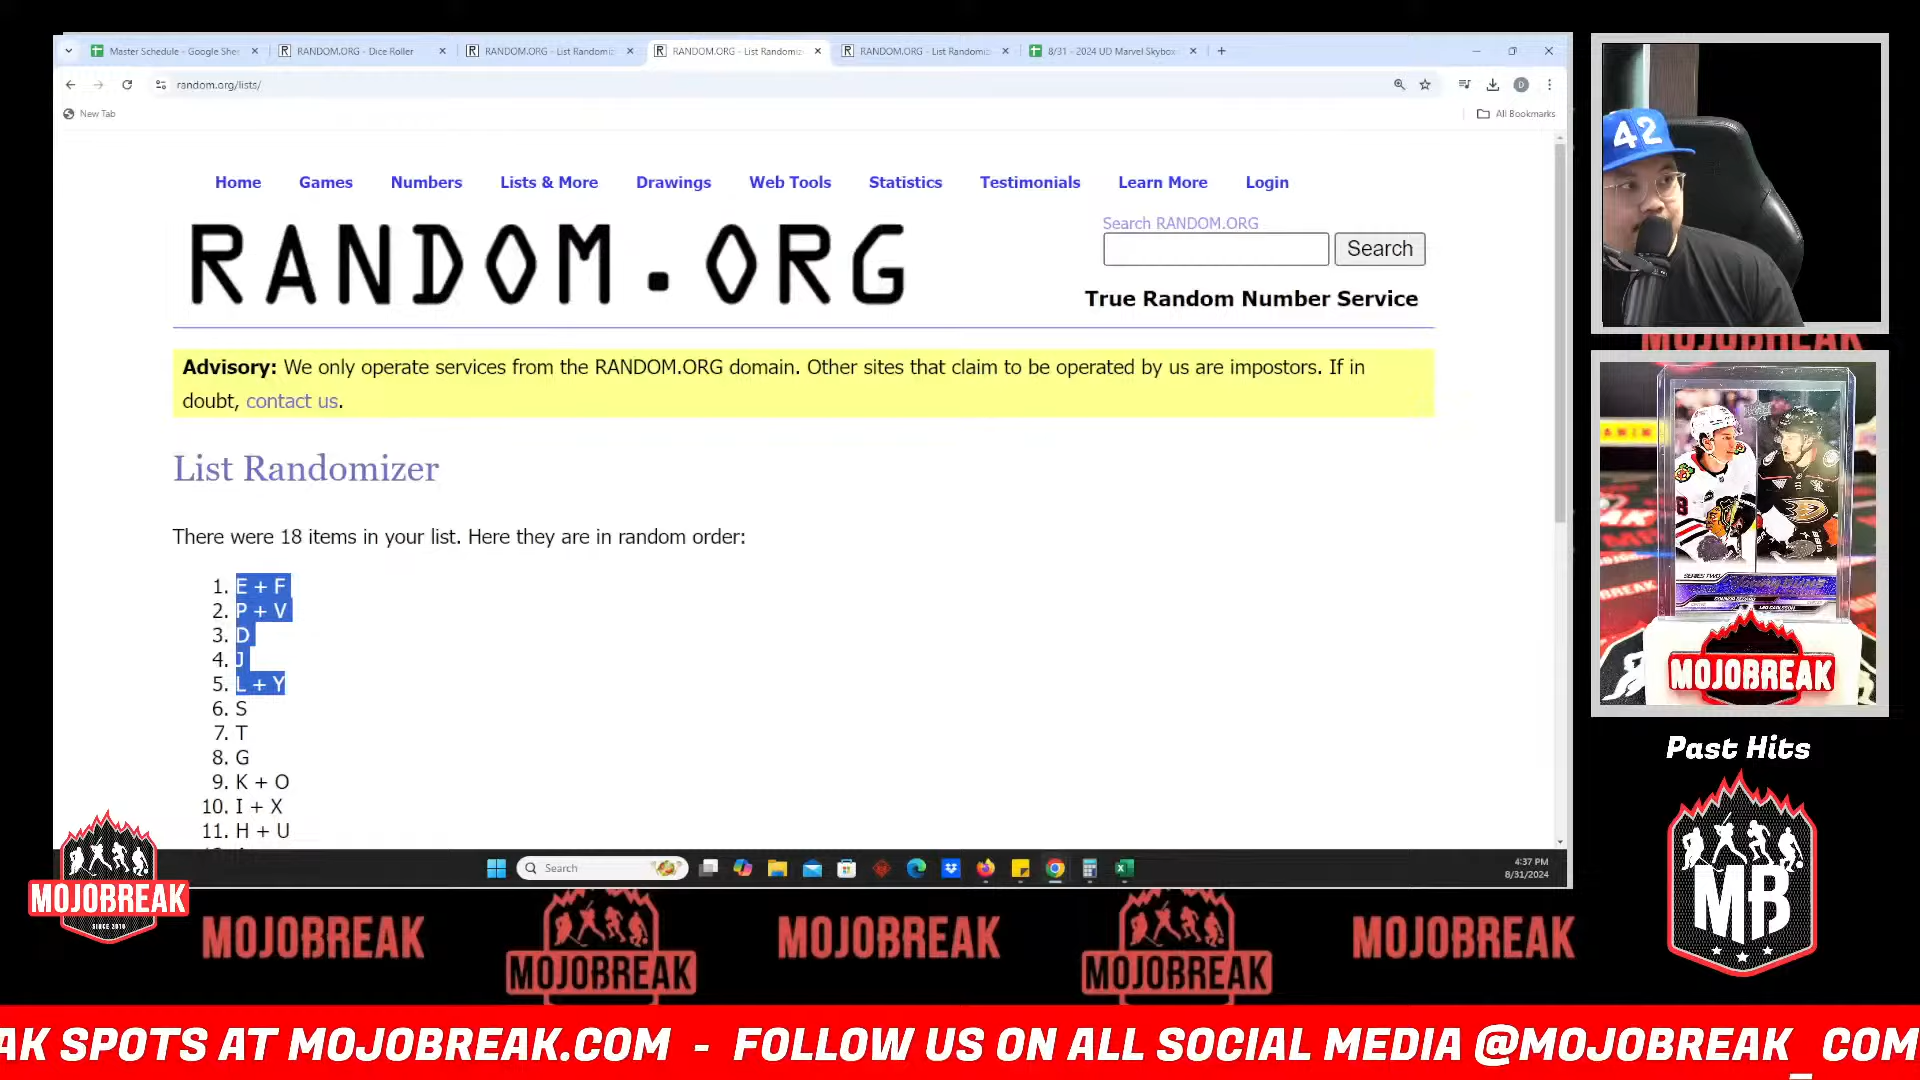 Master Schedule - Google She
RANDOM.ORG - Dice Roller
RANDOM.ORG - List Randomiz
RANDOM.ORG - List Randomiz
RANDOM.ORG - List Randomiz
8/31 - 2024 UD Marvel Skybox
random.org/lists/
D
New Tab
All Bookmarks
Home
Games
Numbers
Lists & More
Drawings
Web Tools
Statistics
Testimonials
Learn More
Login
RANDOM.ORG
Search RANDOM.ORG
Search
True Random Number Service
Advisory: We only operate services from the RANDOM.ORG domain. Other sites that claim to be operated by us are impostors. If in
doubt, contact us.
List Randomizer
There were 18 items in your list. Here they are in random order:
1. E + F
2. P + V
3. D
4. J
5. L + Y
6. S
7. T
8. G
9. K + O
10. I + X
11. H + U
Search
4:37 PM
8/31/2024
42
MOJOBREAK
SERIES TWO
MOJOBREAK
Past Hits
MB
MOJOBREAK
SINCE 2010
MOJOBREAK
MOJOBREAK
MOJOBREAK
MOJOBREAK
MOJOBREAK
AK SPOTS AT MOJOBREAK.COM - FOLLOW US ON ALL SOCIAL MEDIA @MOJOBREAK_ COM